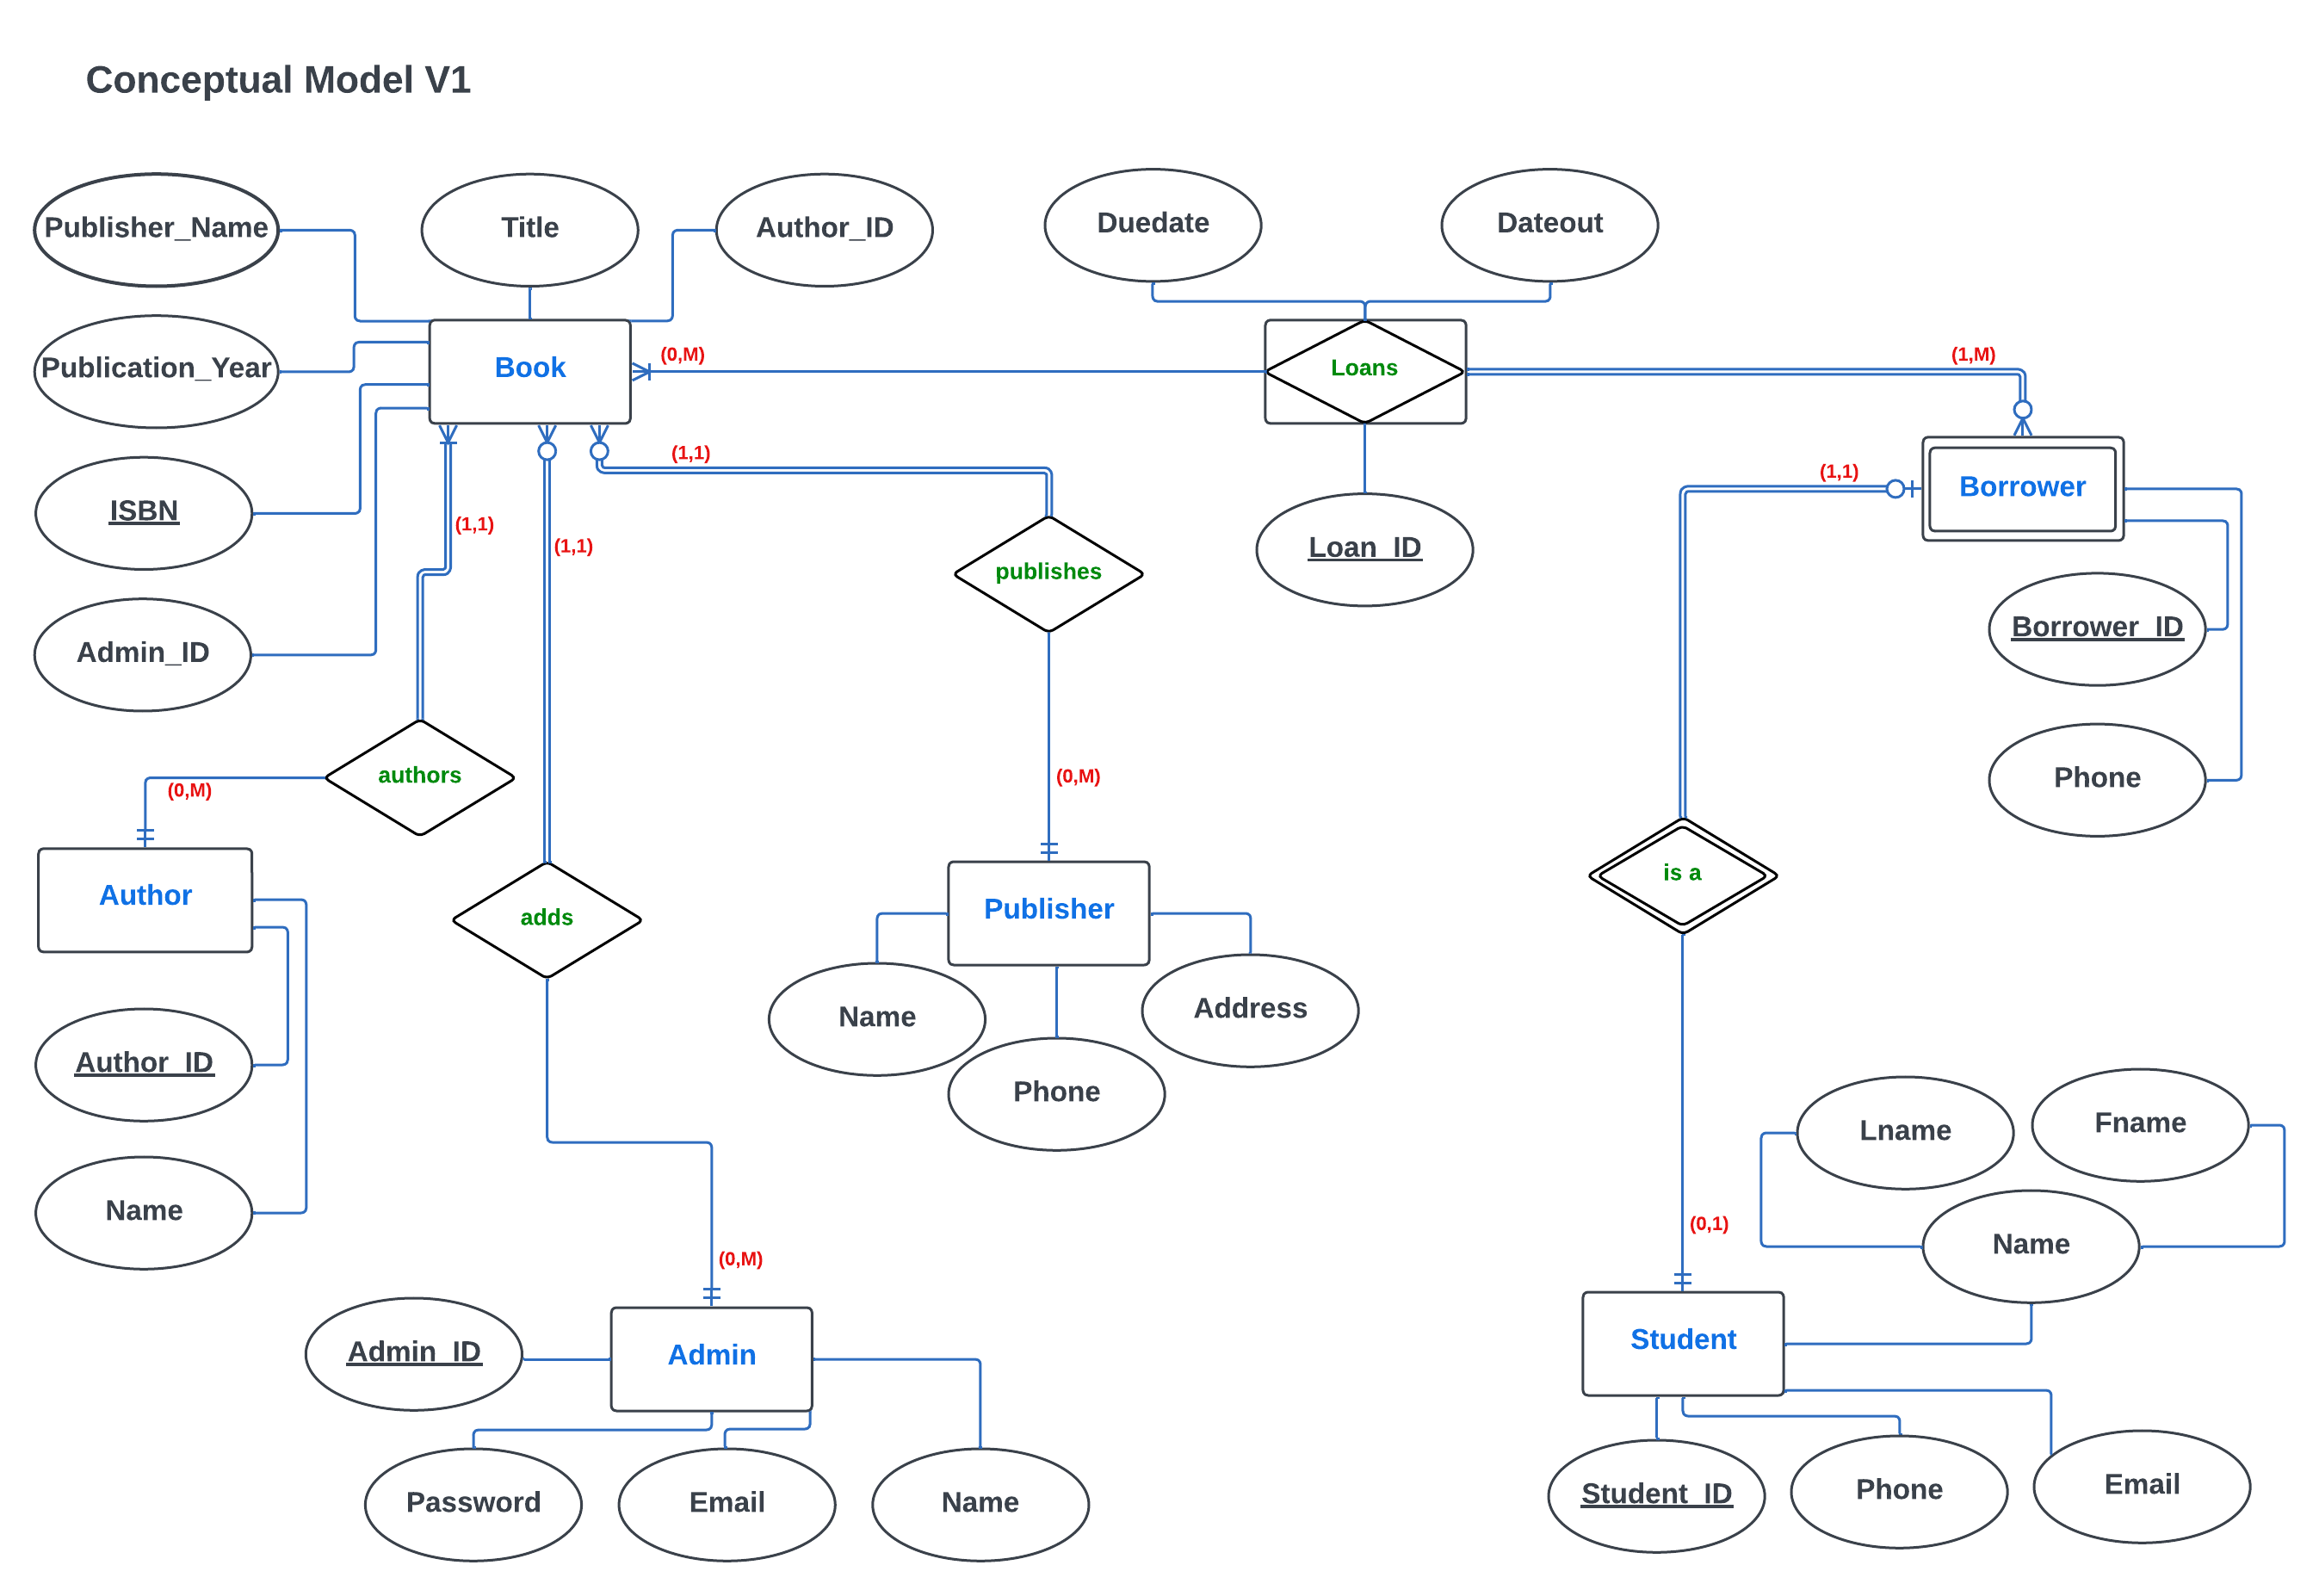 Conceptual Model V1
Publisher_Name
Title
Author_ID
Duedate
Dateout
Publication_Year
Book
(0,M)
Loans
(1,M)
ISBN
(1,1)
(1,1)
(1,1)
publishes
Loan_ID
(1,1)
Borrower
Borrower_ID
Admin_ID
Phone
authors
(0,M)
(0,M)
Author
adds
Publisher
is a
Name
Address
Phone
Author_ID
Name
Lname
Fname
Name
(0,M)
(0,1)
Admin_ID
Admin
Student
Password
Email
Name
Student_ID
Phone
Email